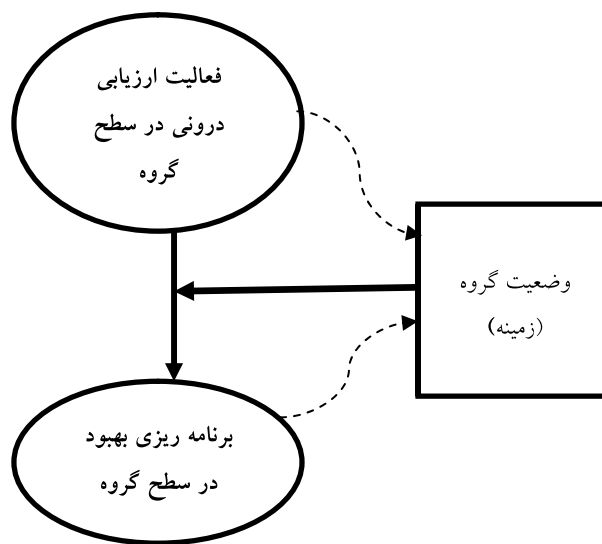 فعالیت ارزیابی
درونی در سطح
گروه
وضعیت گروه
(زمینه)
برنامه ریزی بهبود
در سطح گروه